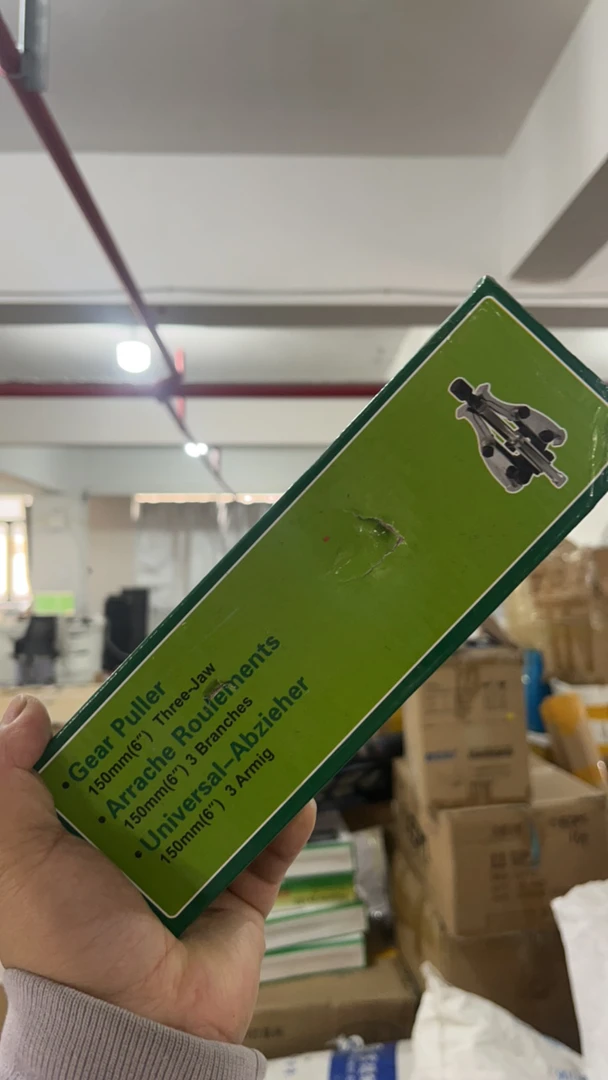 • Gear Puller
150mm(6") Three-Jaw
• Arrache Roulements
150mm(6") 3 Branches
• Universal-Abzieher
150mm(6") 3 Armig